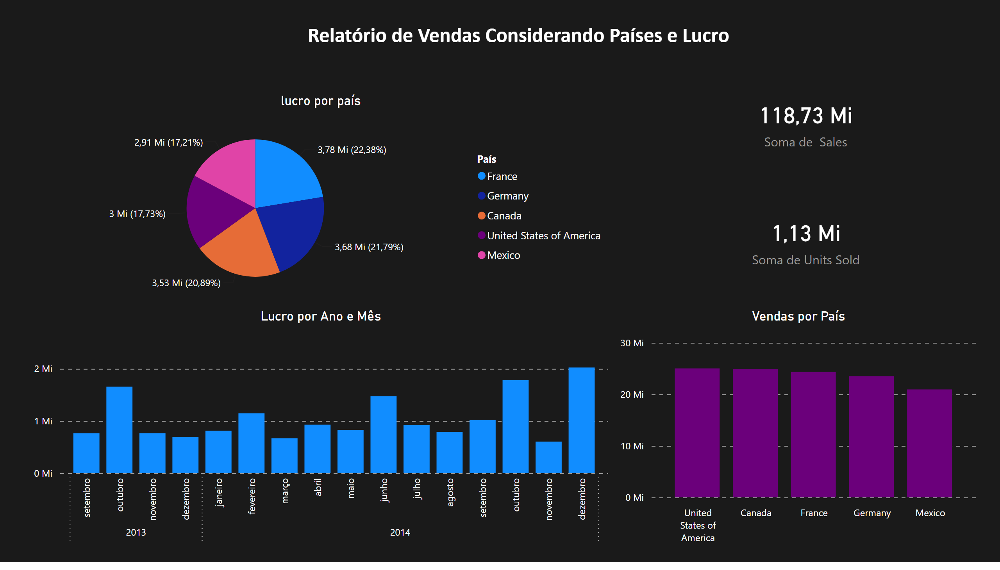 Relatório de Vendas Considerando Países e Lucro
lucro por país
2,91 Mi (17,21%)
3,78 Mi (22,38%)
3 Mi (17,73%)
3,68 Mi (21,79%)
3,53 Mi (20,89%)
País
France
Germany
Canada
United States of America
Mexico
118,73 Mi
Soma de  Sales
1,13 Mi
Soma de Units Sold
Lucro por Ano e Mês
2 Mi
1 Mi
0 Mi
setembro
outubro
novembro
dezembro
janeiro
fevereiro
março
abril
maio
junho
julho
agosto
setembro
outubro
novembro
dezembro
2013
2014
Vendas por País
30 Mi
20 Mi
10 Mi
0 Mi
United
States of
America
Canada
France
Germany
Mexico